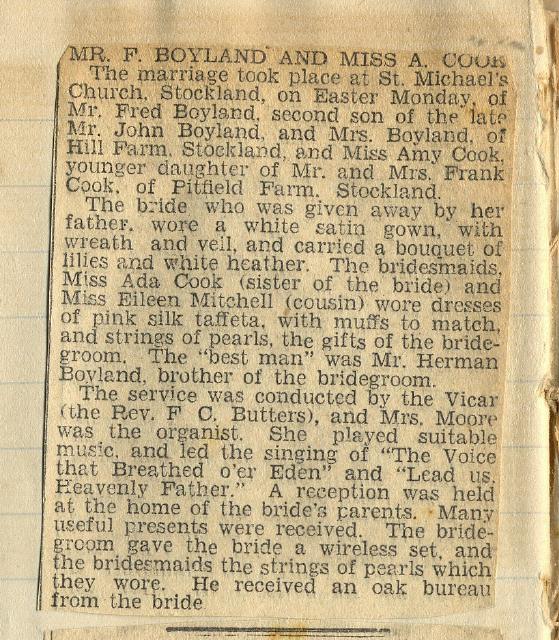 MR. F. BOYLAND AND MISS A. COOK
The marriage took place at St. Michael's
Church, Stockland, on Easter Monday, of
Mr. Fred Boyland, second son of the late
Mr. John Boyland, and Mrs. Boyland, of
Hill Farm, Stockland, and Miss Amy Cook,
younger daughter of Mr. and Mrs. Frank
Cook, of Pitfield Farm, Stockland.
The bride who was given away by her
father, wore a white satin gown, with
wreath and veil, and carried a bouquet of
lilies and white heather. The bridesmaids,
Miss Ada Cook (sister of the bride) and
Miss Eileen Mitchell (cousin) wore dresses
of pink silk taffeta, with muffs to match,
and strings of pearls, the gifts of the bride-
groom. The "best man" was Mr. Herman
Boyland, brother of the bridegroom.
The service was conducted by the Vicar
(the Rev. F C. Butters), and Mrs. Moore
was the organist. She played suitable
music, and led the singing of "The Voice
that Breathed o'er Eden" and "Lead us,
Heavenly Father." A reception was held
at the home of the bride's parents. Many
useful presents were received. The bride-
groom gave the bride a wireless set, and
the bridesmaids the strings of pearls which
they wore. He received an oak bureau
from the bride